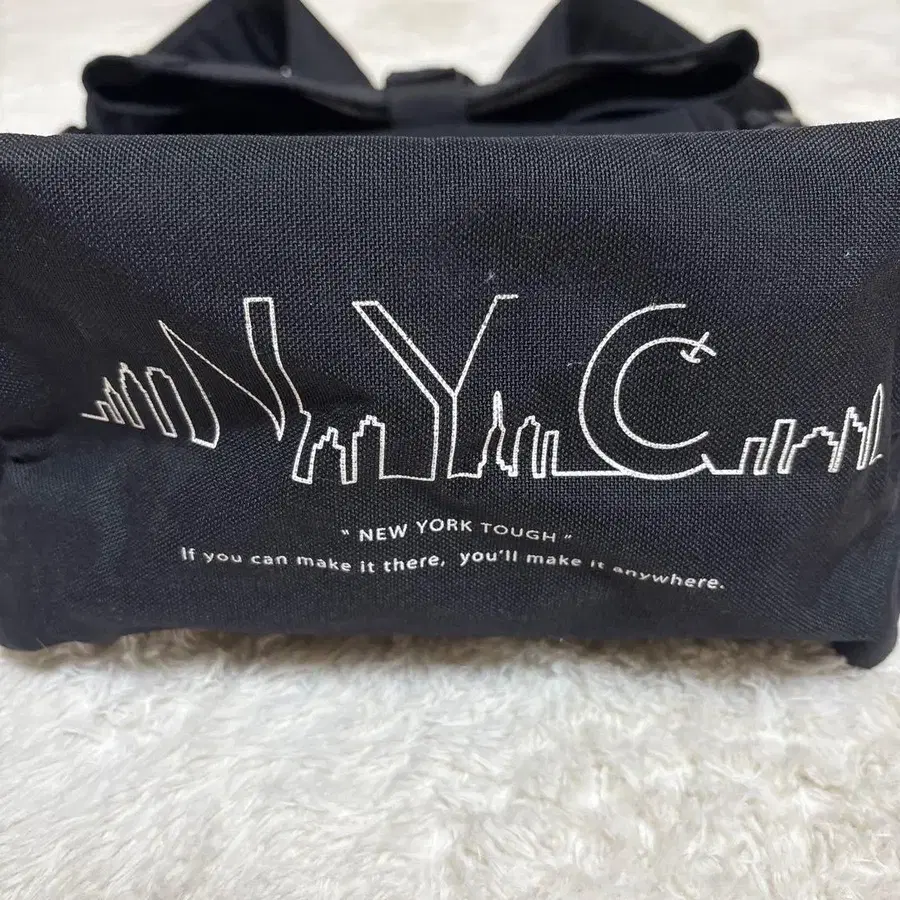 NYC
" NEW YORK TOUGH "
If you can make it there, you'll make it anywhere.